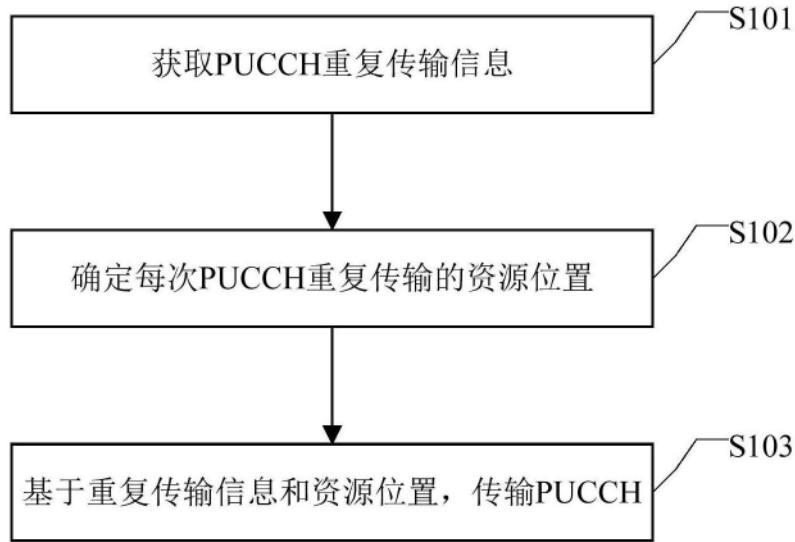 S101
获取PUCCH重复传输信息
S102
确定每次PUCCH重复传输的资源位置
S103
基于重复传输信息和资源位置，传输PUCCH